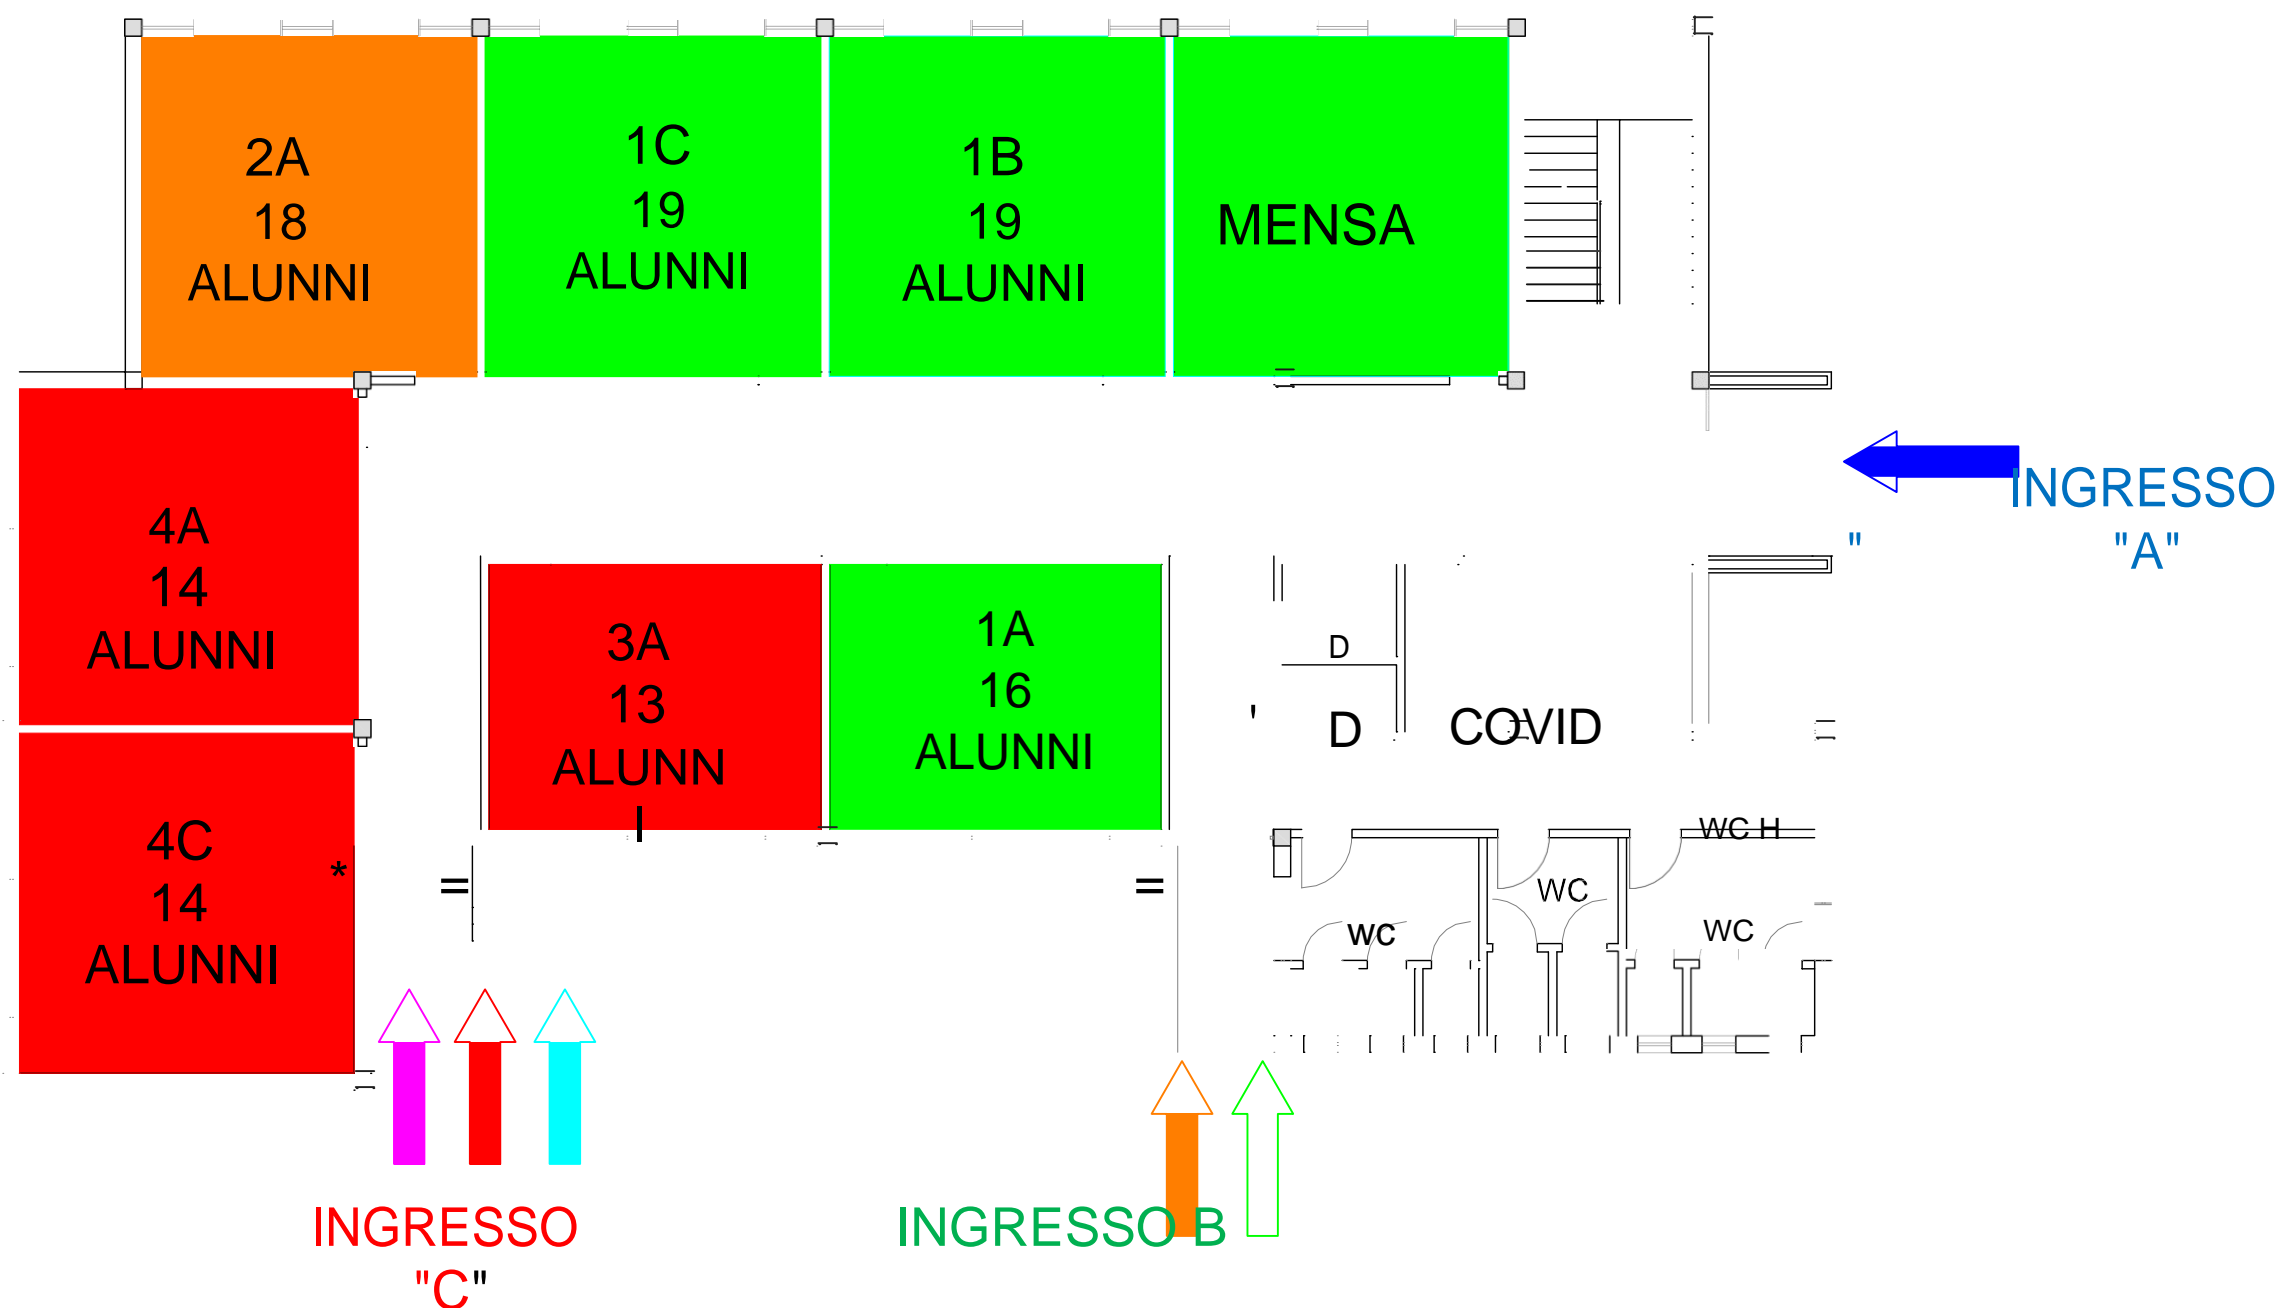 2A
18
ALUNNI
1C
19
ALUNNI
1B
19
ALUNNI
MENSA
4A
14
ALUNNI
INGRESSO
"A"
"
3A
13
ALUNN
I
1A
16
ALUNNI
D
' D
COVID
4C
14
ALUNNI
*
=
=
WC H
WC
WC
WC
INGRESSO
"C"
INGRESSO B